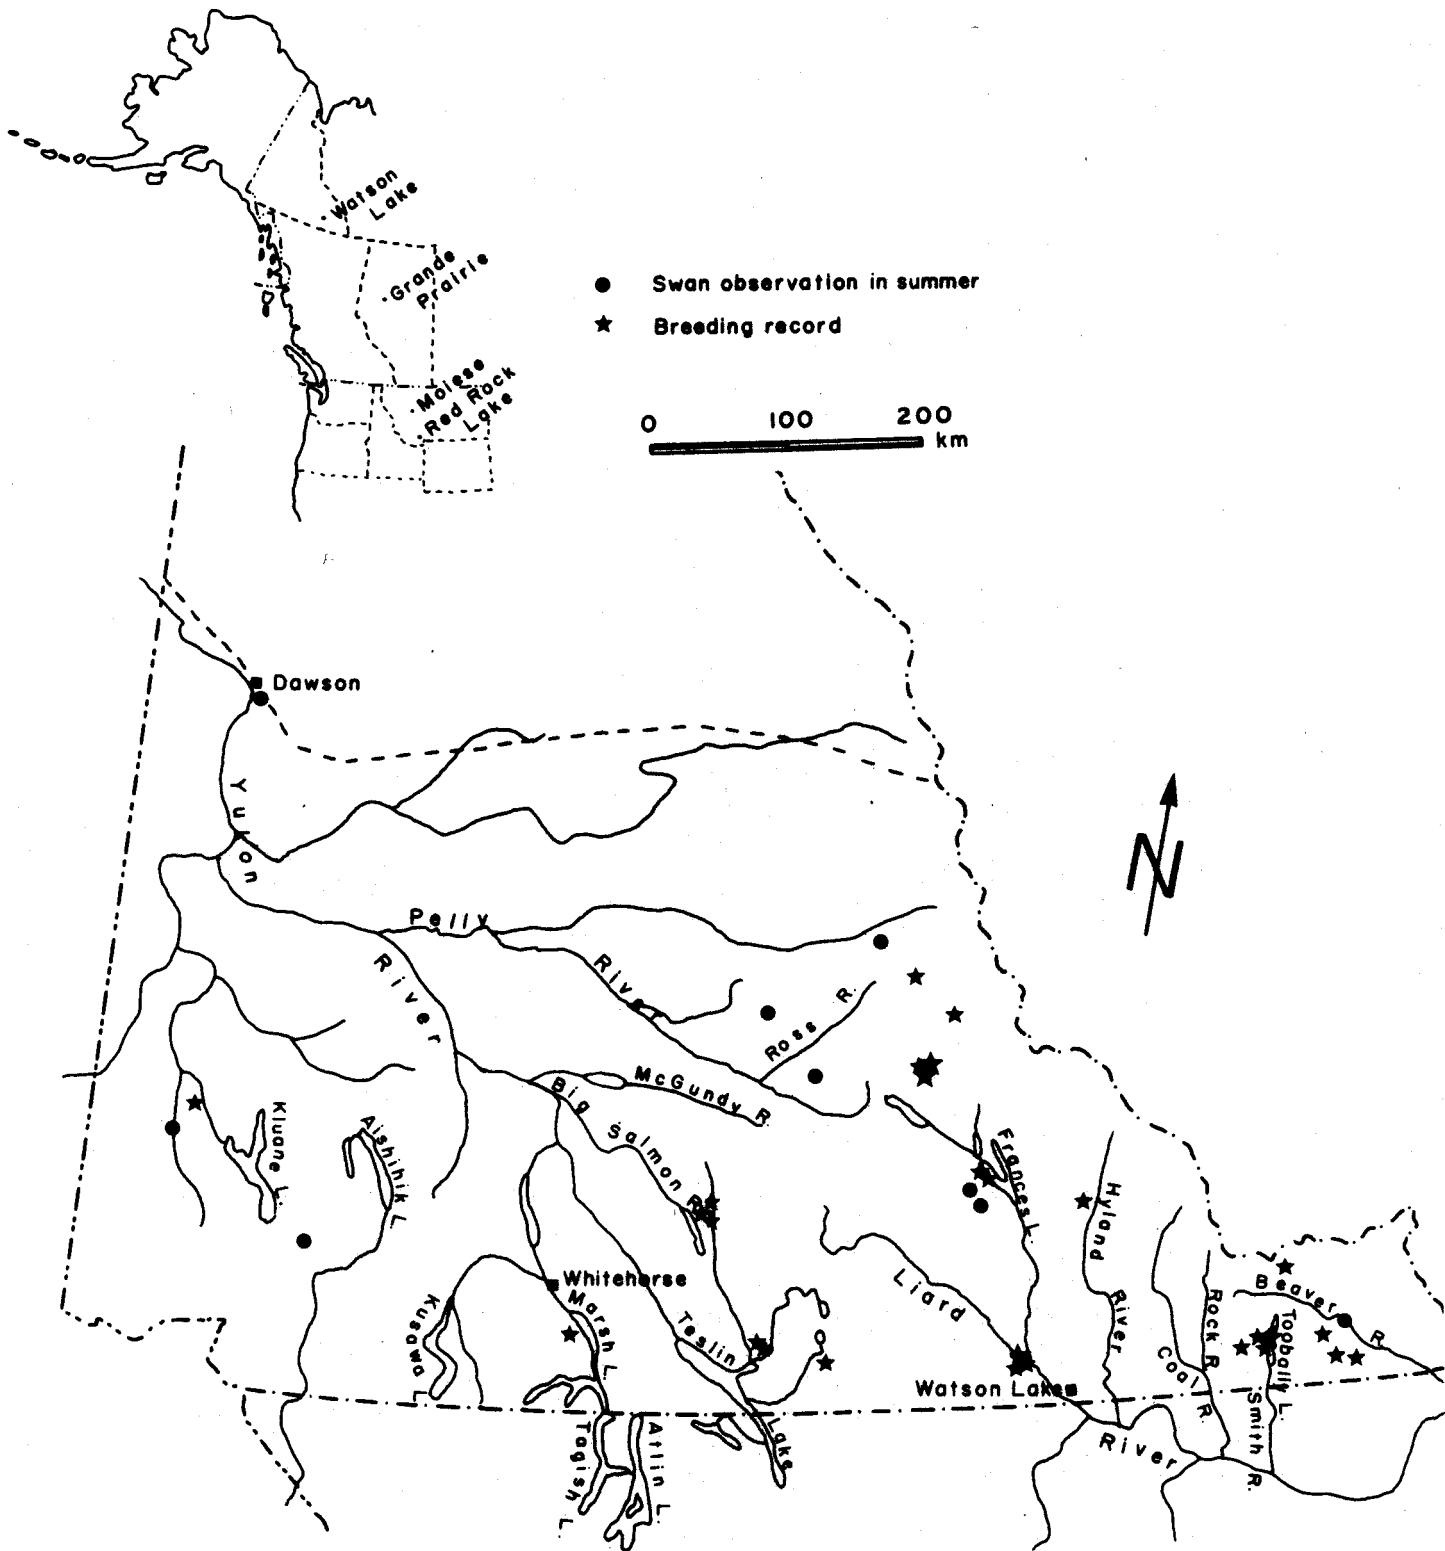 Watson
Lake
Grande
Prairie
Moiese
Red Rock
Lake
Swan observation in summer
Breeding record
0 100 200
km
Dawson
Yukon
Pelly
River
River
Ross R.
McGundy R.
Big Salmon R.
Kluane L.
Aishihik L.
Frances L.
Hyland
River
Liard
River
Whitehorse
Marsh L.
Kusawa L.
Teslin
Lake
Watson Lake
Coal R.
Rock R.
Beaver R.
Toobally L.
Smith R.
Tagish L.
Atlin L.
N